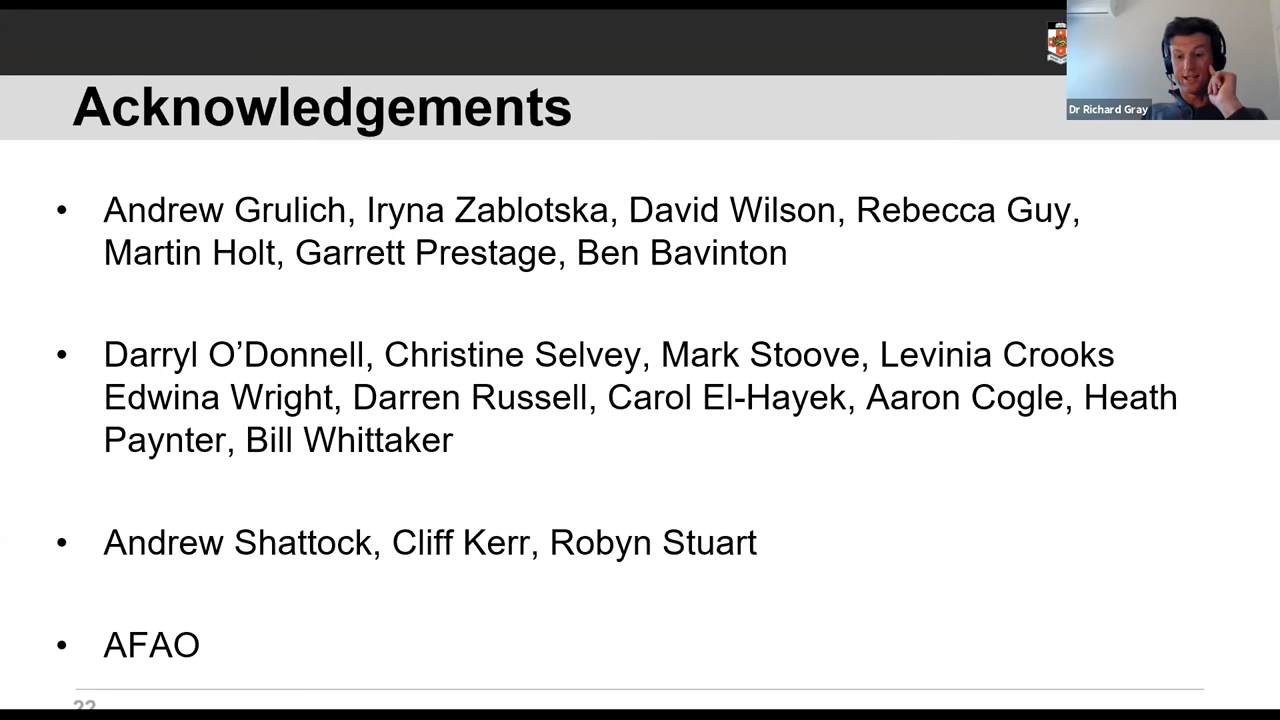 Acknowledgements
Dr Richard Gray
• Andrew Grulich, Iryna Zablotska, David Wilson, Rebecca Guy,
Martin Holt, Garrett Prestage, Ben Bavinton
• Darryl O’Donnell, Christine Selvey, Mark Stoove, Levinia Crooks
Edwina Wright, Darren Russell, Carol El-Hayek, Aaron Cogle, Heath
Paynter, Bill Whittaker
• Andrew Shattock, Cliff Kerr, Robyn Stuart
• AFAO
22